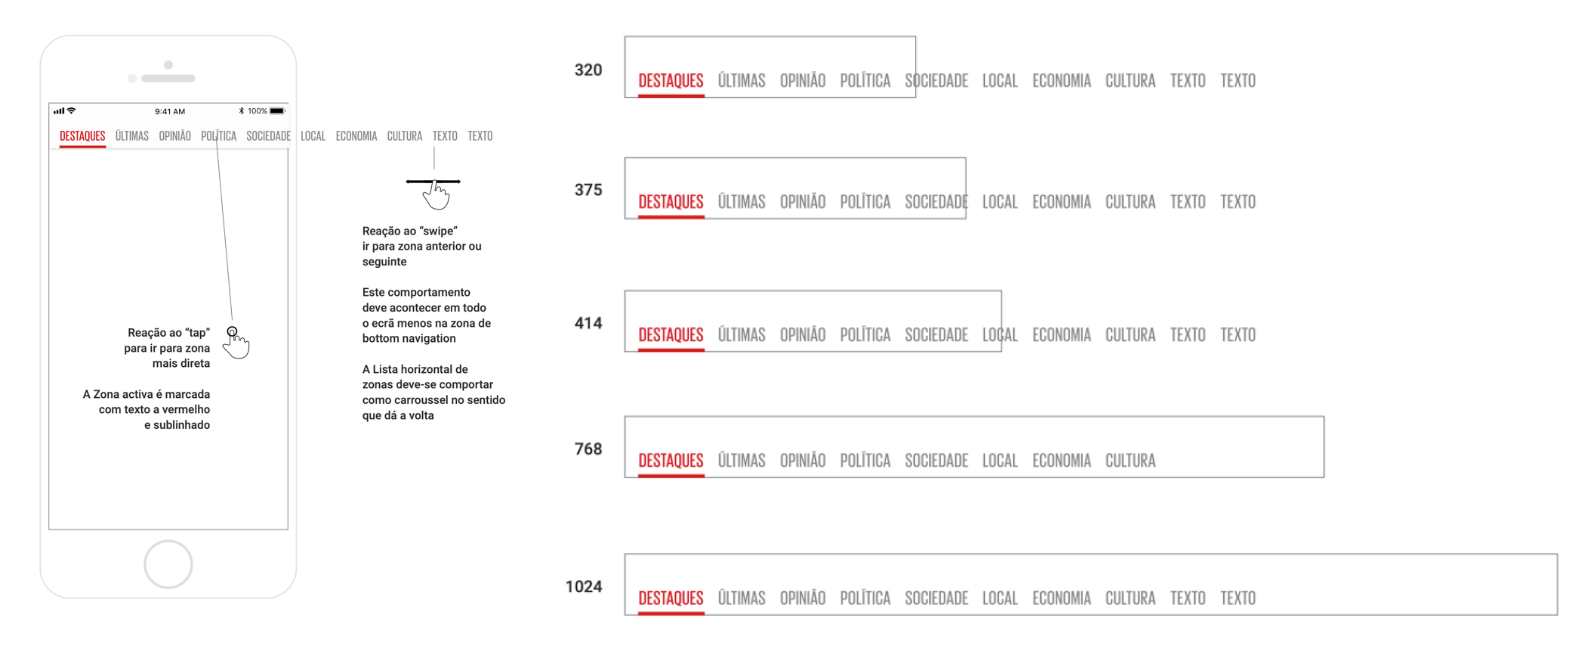 9:41 AM 100%
DESTAQUES ÚLTIMAS OPINIÃO POLÍTICA SOCIEDADE LOCAL ECONOMIA CULTURA TEXTO TEXTO
Reação ao “tap”
para ir para zona
mais direta
A Zona activa é marcada
com texto a vermelho
e sublinhado
Reação ao “swipe”
ir para zona anterior ou
seguinte
Este comportamento
deve acontecer em todo
o ecrã menos na zona de
bottom navigation
A Lista horizontal de
zonas deve-se comportar
como carroussel no sentido
que dá a volta
320
DESTAQUES ÚLTIMAS OPINIÃO POLÍTICA SOCIEDADE LOCAL ECONOMIA CULTURA TEXTO TEXTO
375
DESTAQUES ÚLTIMAS OPINIÃO POLÍTICA SOCIEDADE LOCAL ECONOMIA CULTURA TEXTO TEXTO
414
DESTAQUES ÚLTIMAS OPINIÃO POLÍTICA SOCIEDADE LOCAL ECONOMIA CULTURA TEXTO TEXTO
768
DESTAQUES ÚLTIMAS OPINIÃO POLÍTICA SOCIEDADE LOCAL ECONOMIA CULTURA
1024
DESTAQUES ÚLTIMAS OPINIÃO POLÍTICA SOCIEDADE LOCAL ECONOMIA CULTURA TEXTO TEXTO